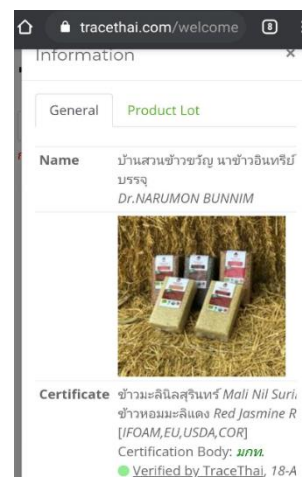 tracethai.com/welcome 8
Information ×
General Product Lot
Name บ้านสวนข้าวขวัญ นาข้าวอินทรีย์
บรรจุ
Dr.NARUMON BUNNIM
Certificate ข้าวมะลินิลสุรินทร์ Mali Nil Suri
ข้าวหอมมะลิแดง Red Jasmine R
[IFOAM,EU,USDA,COR]
Certification Body: มกท.
Verified by TraceThai, 18-A